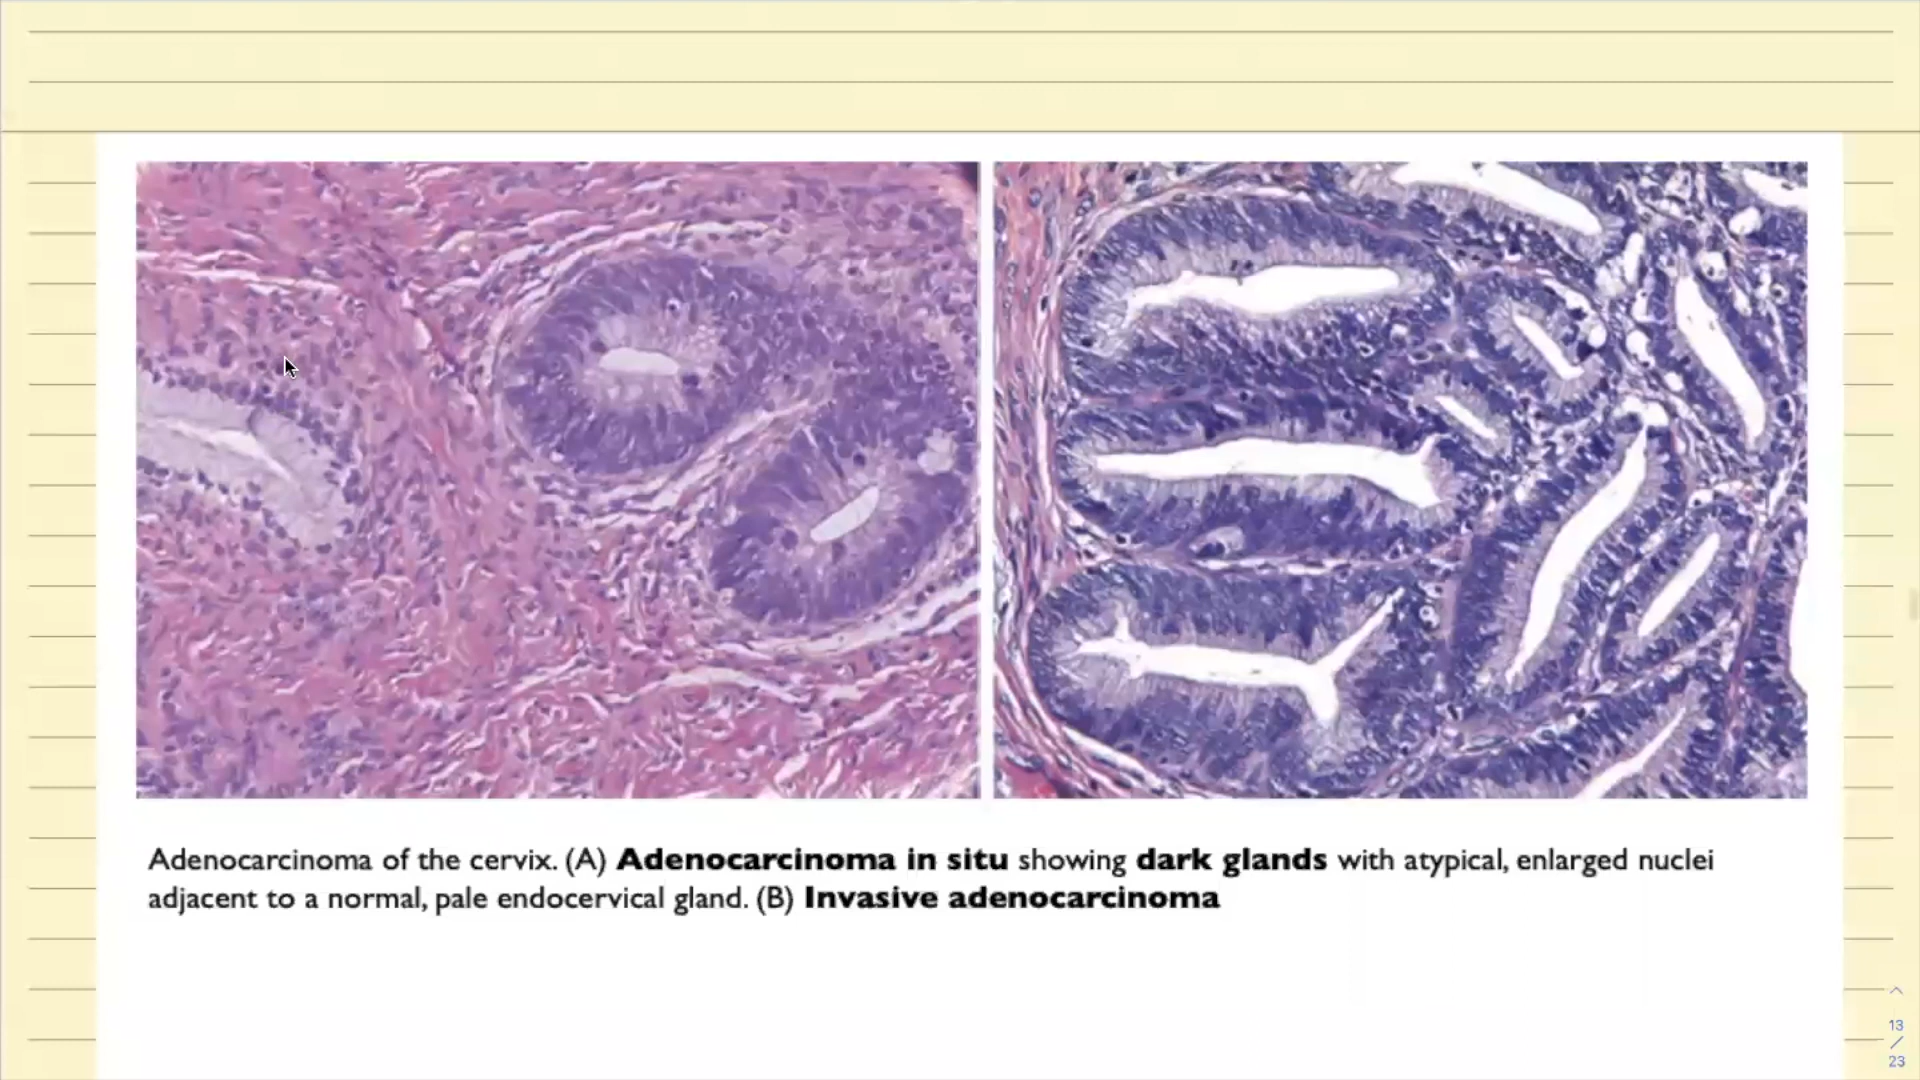 Adenocarcinoma of the cervix. (A) Adenocarcinoma in situ showing dark glands with atypical, enlarged nuclei
adjacent to a normal, pale endocervical gland. (B) Invasive adenocarcinoma
13
/
23